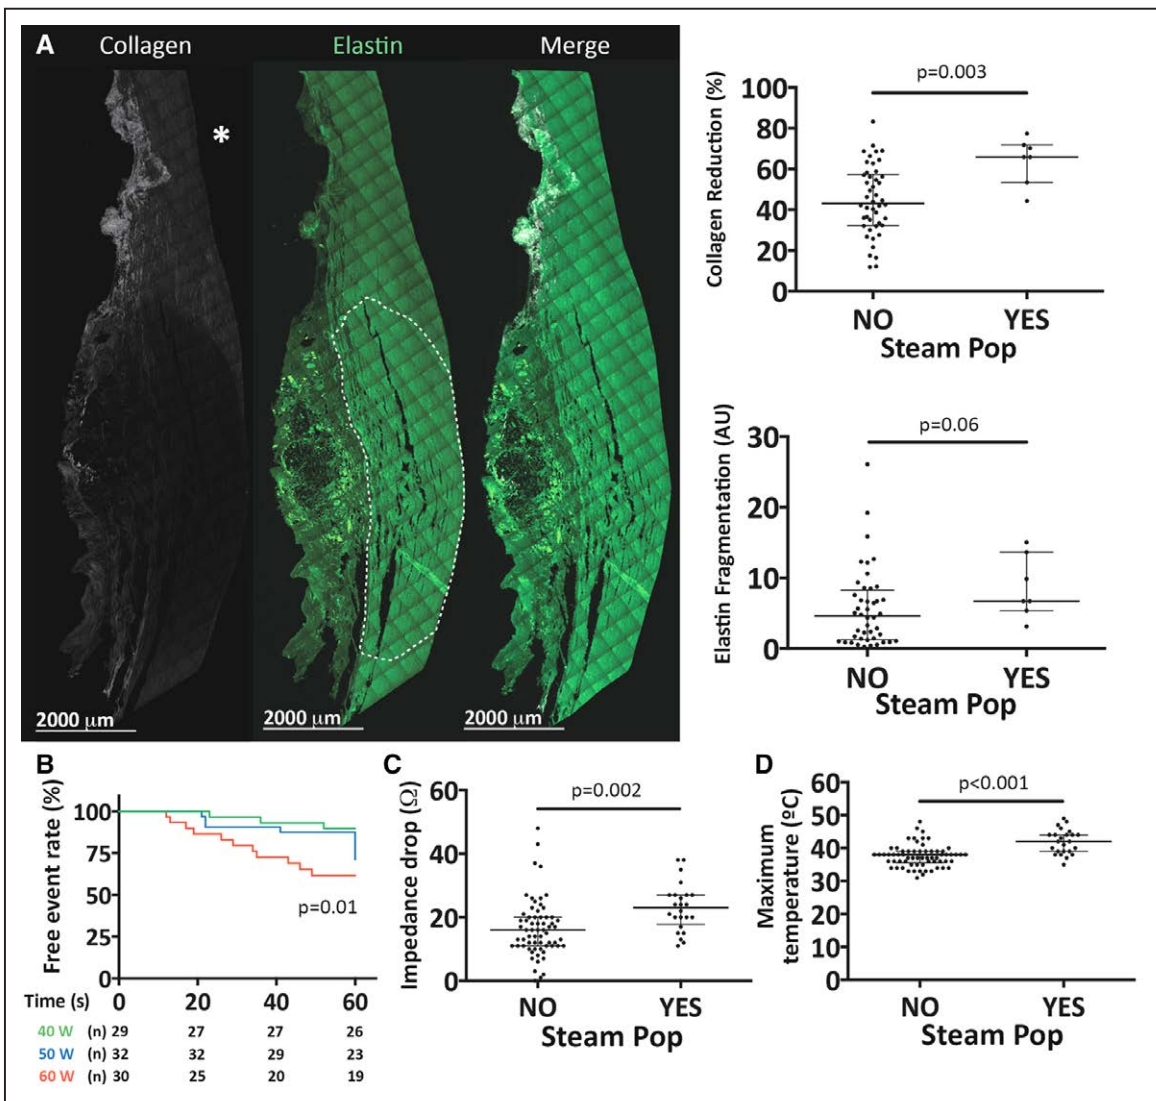 A
Collagen
Elastin
Merge
*
2000 μm
2000 μm
2000 μm
p=0.003
Collagen Reduction (%)
100
80
60
40
20
0
NO
YES
Steam Pop
p=0.06
Elastin Fragmentation (AU)
30
20
10
0
NO
YES
Steam Pop
B
Free event rate (%)
100
75
50
25
0
p=0.01
Time (s) 0 20 40 60
40 W (n) 29 27 27 26
50 W (n) 32 32 29 23
60 W (n) 30 25 20 19
C
Impedance drop (Ω)
60
40
20
0
p=0.002
NO
YES
Steam Pop
D
Maximum
temperature (ºC)
60
50
40
30
20
10
0
p<0.001
NO
YES
Steam Pop